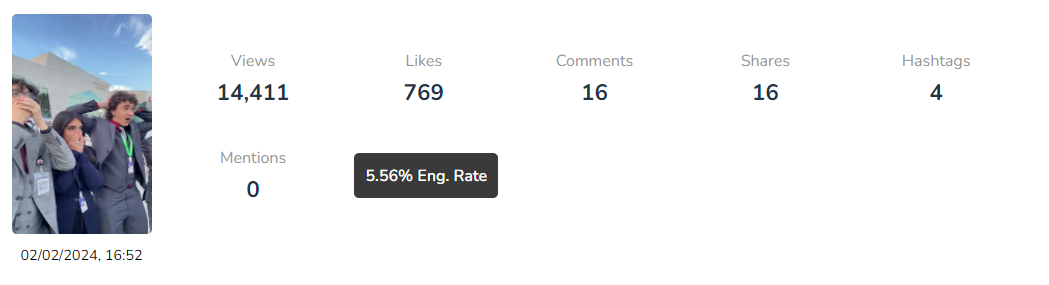 Views
14,411
Likes
769
Comments
16
Shares
16
Hashtags
4
Mentions
0
5.56% Eng. Rate
02/02/2024, 16:52